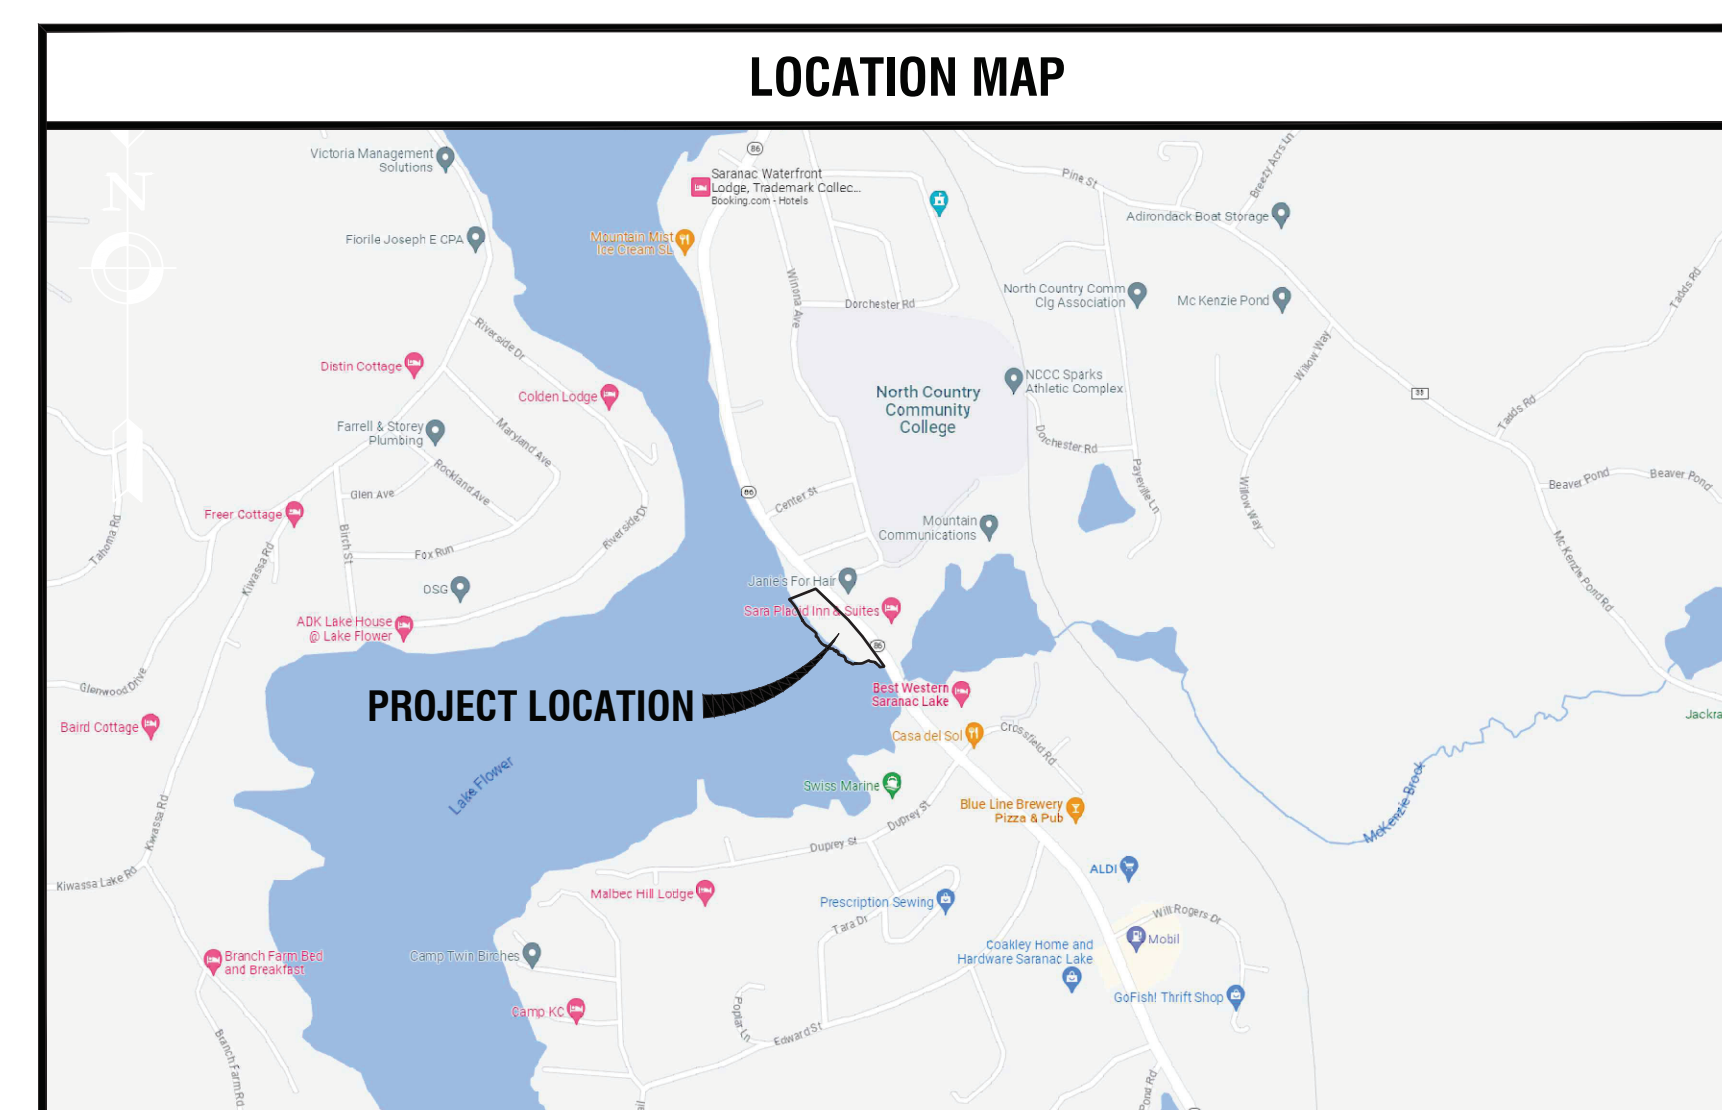 LOCATION MAP
N
86
Victoria Management
Solutions
Saranac Waterfront
Lodge, Trademark Collec...
Booking.com - Hotels
Pine St
Breezy Acrs Ln
Adirondack Boat Storage
Fiorile Joseph E CPA
Mountain Mist
Ice Cream SL
Winona Ave
Dorchester Rd
North Country Comm
Clg Association
Mc Kenzie Pond
Tadds Rd
Riverside Dr
Willow Way
Distin Cottage
Colden Lodge
North Country
Community
College
NCCC Sparks
Athletic Complex
33
Tadds Rd
Farrell & Storey
Plumbing
Maryland Ave
Dorchester Rd
Rockland Ave
Glen Ave
86
Center St
Payeville Ln
Willow Way
Beaver Pond
Beaver Pond
Freer Cottage
Tahoma Rd
Birch St
Riverside Dr
Mountain
Communications
Fox Run
Kiwassa Rd
Mc Kenzie Pond Rd
DSG
Janie's For Hair
ADK Lake House
@ Lake Flower
Sara Placid Inn & Suites
86
Glenwood Drive
PROJECT LOCATION
Best Western
Saranac Lake
Baird Cottage
Casa del Sol
Crossfield Rd
Jackra
Lake Flower
Swiss Marine
Blue Line Brewery
Pizza & Pub
Duprey St
McKenzie Brook
Kiwassa Rd
Duprey St
ALDI
Kiwassa Lake Rd
Malbec Hill Lodge
Prescription Sewing
Tara Dr
Will Rogers Dr
Mobil
Coakley Home and
Hardware Saranac Lake
Branch Farm Bed
and Breakfast
Camp Twin Birches
GoFish! Thrift Shop
Camp KC
Poplar Ln
Edward St
Branch Farm Rd
Pond Rd